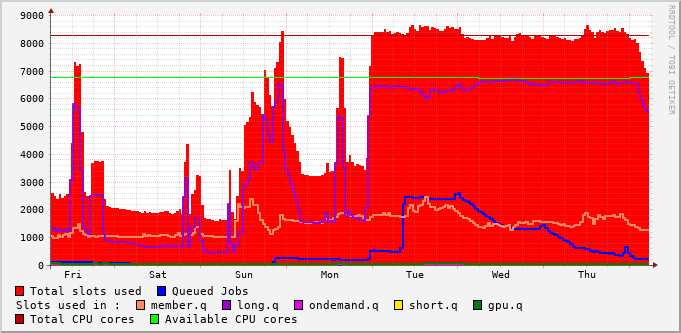 9000
8000
7000
6000
5000
4000
3000
2000
1000
0
Fri Sat Sun Mon Tue Wed Thu
RRDTOOL / TOBI OETIKER
Total slots used Queued Jobs
Slots used in : member.q long.q ondemand.q short.q gpu.q
Total CPU cores Available CPU cores